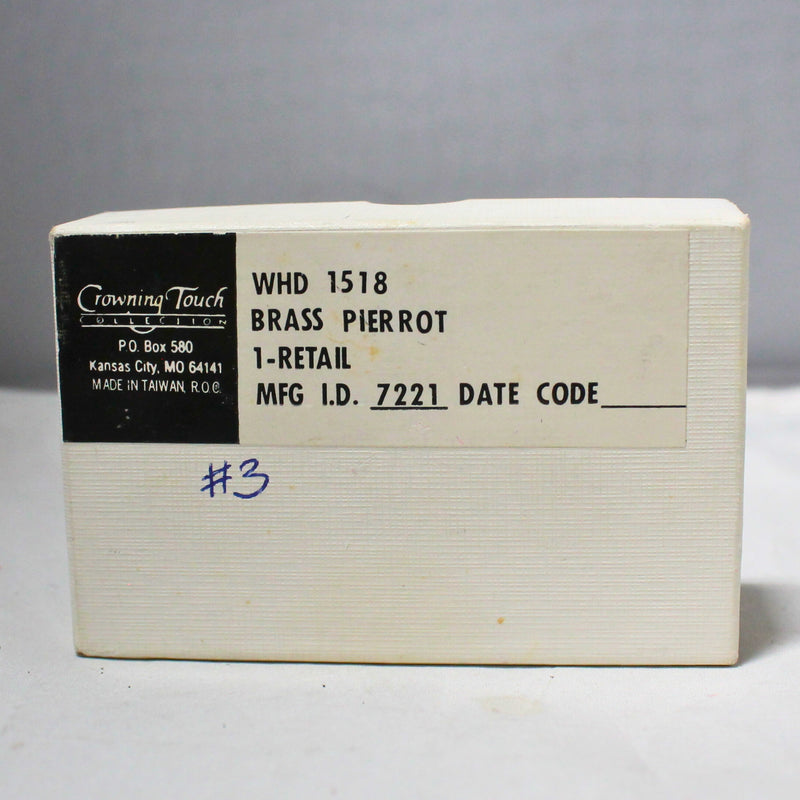 Crowning Touch
COLLECTION
P.O. Box 580
Kansas City, MO 64141
MADE IN TAIWAN, R.O.C.
WHD 1518
BRASS PIERROT
1-RETAIL
MFG I.D. 7221 DATE CODE
#3